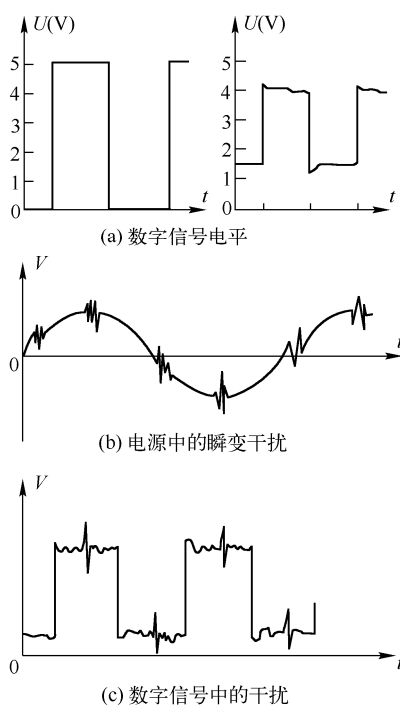 U(V) U(V)
5 5
4 4
3 3
2 2
1 1
0 t 0 t
(a) 数字信号电平
V
0 t
(b) 电源中的瞬变干扰
V
0 t
(c) 数字信号中的干扰